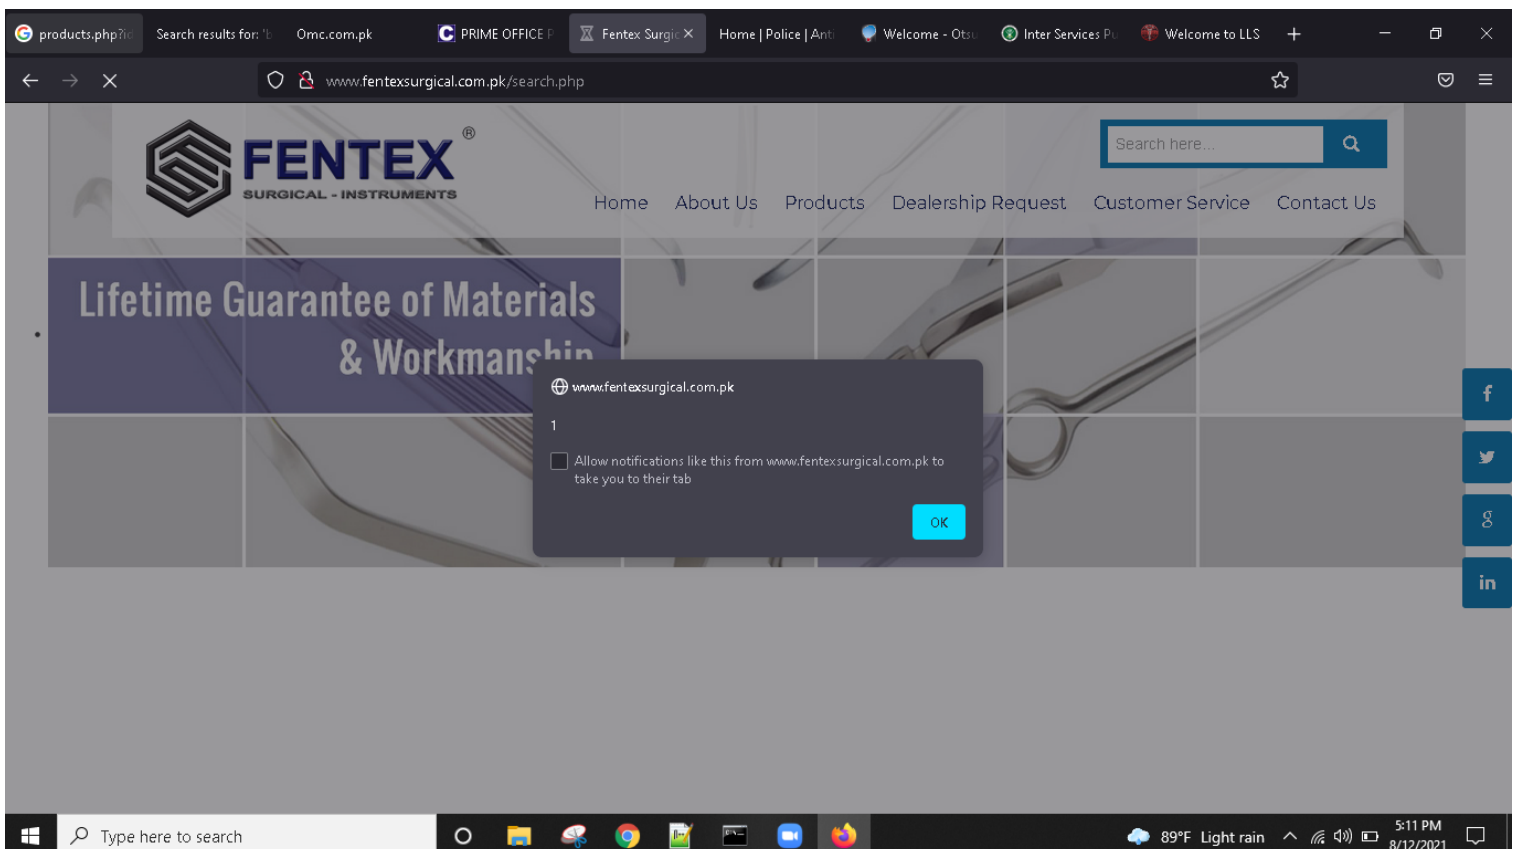 products.php?id
Search results for: 'b
Omc.com.pk
PRIME OFFICE P
Fentex Surgic
Home | Police | Anti
Welcome - Otsu
Inter Services Pu
Welcome to LLS
www.fentexsurgical.com.pk/search.php
FENTEX ®
SURGICAL - INSTRUMENTS
Search here...
Home About Us Products Dealership Request Customer Service Contact Us
Lifetime Guarantee of Materials
& Workmanship
www.fentexsurgical.com.pk
1
Allow notifications like this from www.fentexsurgical.com.pk to
take you to their tab
OK
f
g
in
Type here to search
89°F Light rain
5:11 PM
8/12/2021